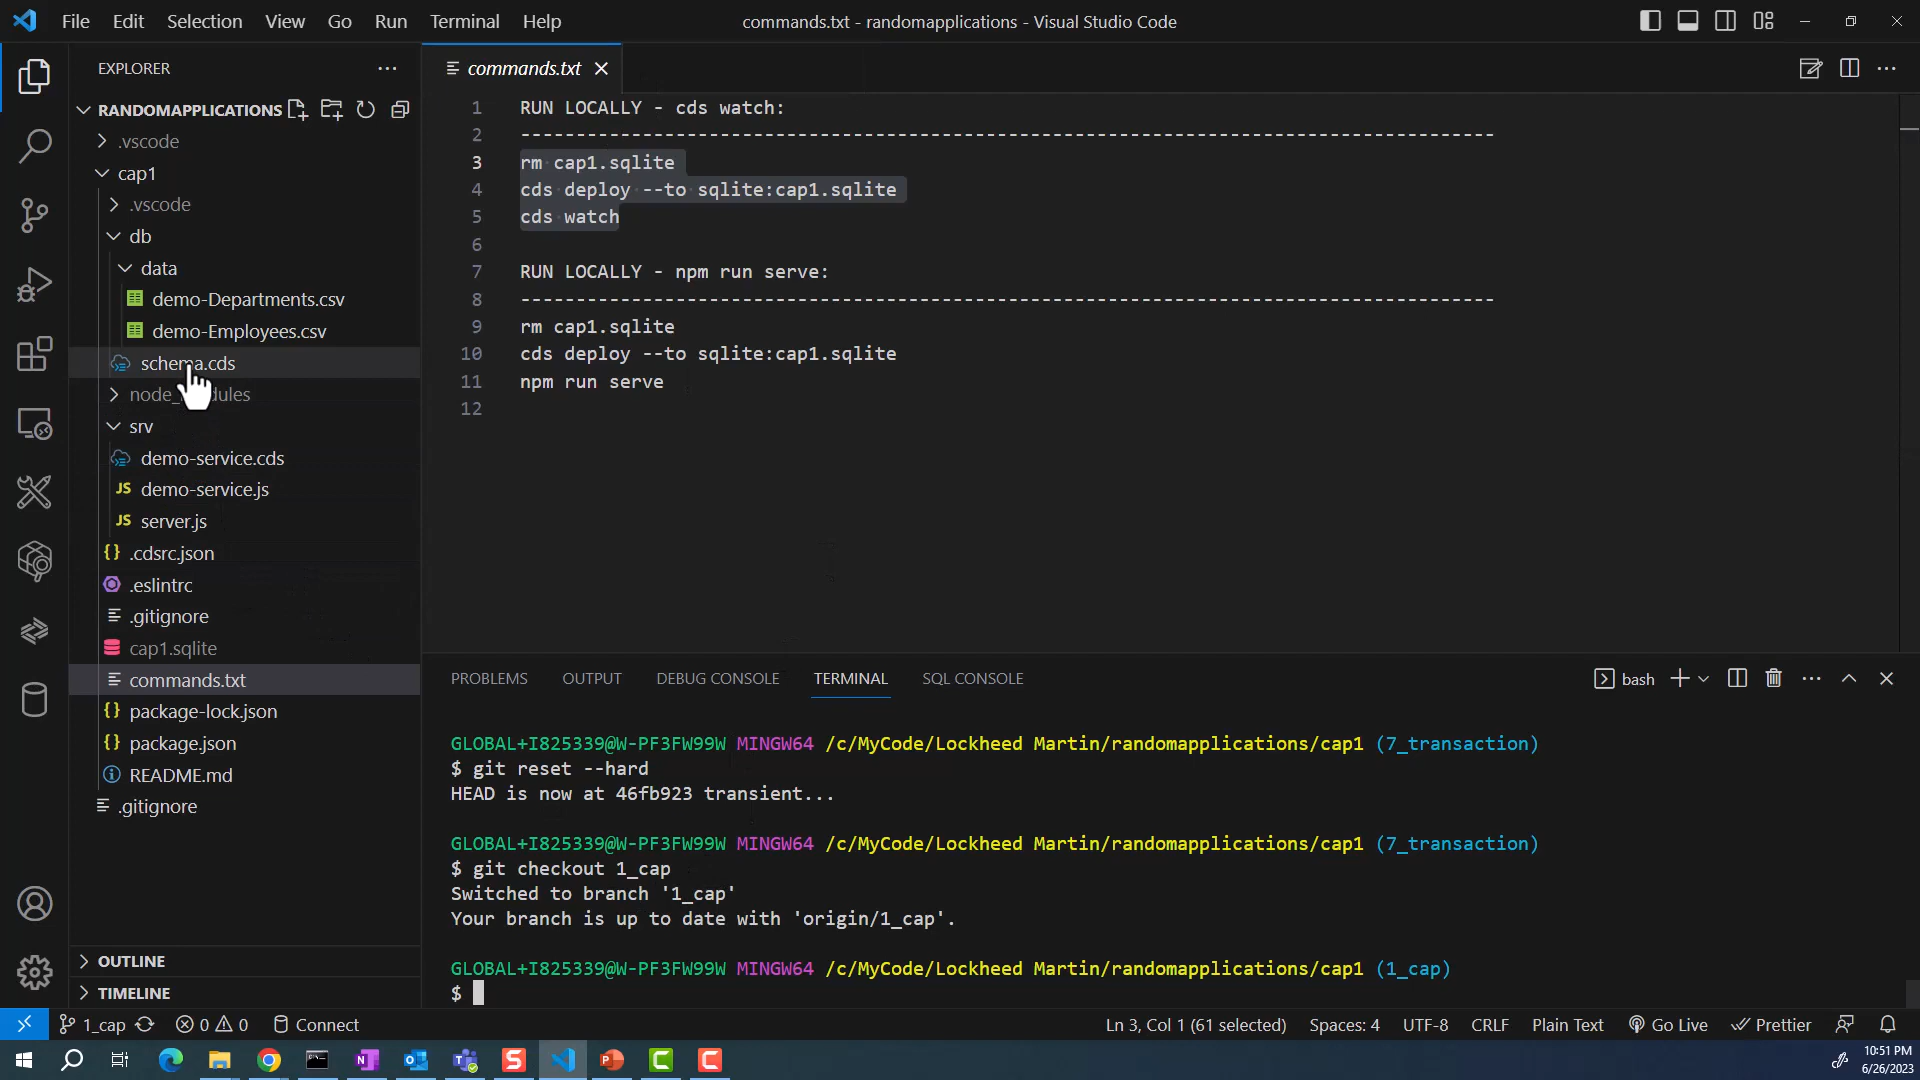 File Edit Selection View Go Run Terminal Help
commands.txt - randomapplications - Visual Studio Code
EXPLORER
RANDOMAPPLICATIONS
.vscode
cap1
.vscode
db
data
demo-Departments.csv
demo-Employees.csv
schema.cds
srv
demo-service.cds
JS demo-service.js
JS server.js
{} .cdsrc.json
.eslintrc
.gitignore
cap1.sqlite
commands.txt
{} package-lock.json
{} package.json
README.md
.gitignore
OUTLINE
TIMELINE
commands.txt
1 RUN LOCALLY - cds watch:
2 ----------------------------------------------------------------------------------------
3 rm cap1.sqlite
4 cds deploy --to sqlite:cap1.sqlite
5 cds watch
6
7 RUN LOCALLY - npm run serve:
8 ----------------------------------------------------------------------------------------
9 rm cap1.sqlite
10 cds deploy --to sqlite:cap1.sqlite
11 npm run serve
12
PROBLEMS OUTPUT DEBUG CONSOLE TERMINAL SQL CONSOLE
bash
GLOBAL+I825339@W-PF3FW99W MINGW64 /c/MyCode/Lockheed Martin/randomapplications/cap1 (7_transaction)
$ git reset --hard
HEAD is now at 46fb923 transient...
GLOBAL+I825339@W-PF3FW99W MINGW64 /c/MyCode/Lockheed Martin/randomapplications/cap1 (7_transaction)
$ git checkout 1_cap
Switched to branch '1_cap'
Your branch is up to date with 'origin/1_cap'.
GLOBAL+I825339@W-PF3FW99W MINGW64 /c/MyCode/Lockheed Martin/randomapplications/cap1 (1_cap)
$
1_cap 0 0 Connect
Ln 3, Col 1 (61 selected) Spaces: 4 UTF-8 CRLF Plain Text Go Live Prettier
10:51 PM
6/26/2023